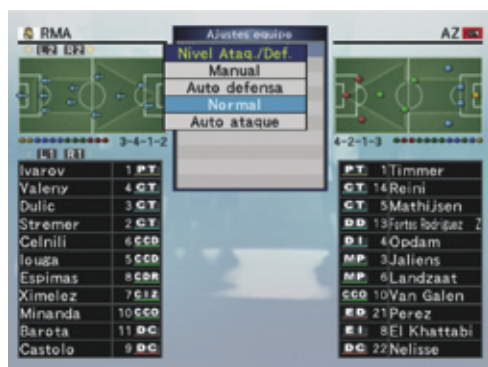 RMA
Ajustes equipo
AZ
L2 R2
Nivel Ataq./Def.
Manual
Auto defensa
Normal
Auto ataque
3-4-1-2
4-2-1-3
L1 R1
Ivarov 1 PT
PT 1 Timmer
Valeny 4 CT
CT 14 Reini
Dulic 3 CT
CT 5 Mathijsen
Stremer 2 CT
DD 13 Fortes Rodriguez Z
Celnili 6 CCD
DI 4 Opdam
Iouga 5 CCD
MP 3 Jaliens
Espimas 8 CDR
MP 6 Landzaat
Ximelez 7 CIZ
CCO 10 Van Galen
Minanda 10 CCO
ED 21 Perez
Barota 11 DC
EI 8 El Khattabi
Castolo 9 DC
DC 22 Nelisse